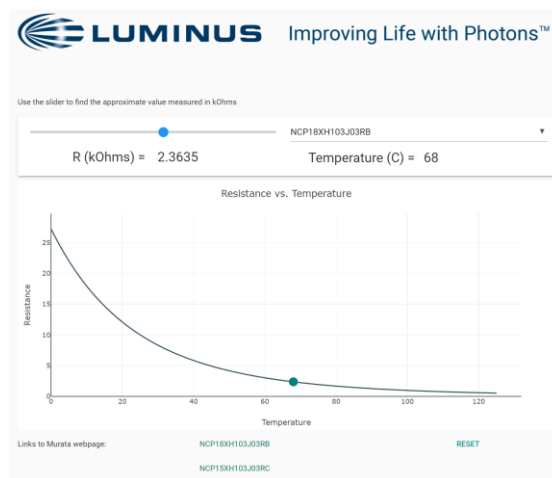 LUMINUS Improving Life with Photons™
Use the slider to find the approximate value measured in kOhms
NCP18XH103J03RB ▼
R (kOhms) = 2.3635 Temperature (C) = 68
Resistance vs. Temperature
25
20
15
10
5
0
Resistance
0 20 40 60 80 100 120
Temperature
Links to Murata webpage: NCP18XH103J03RB RESET
NCP15XH103J03RC